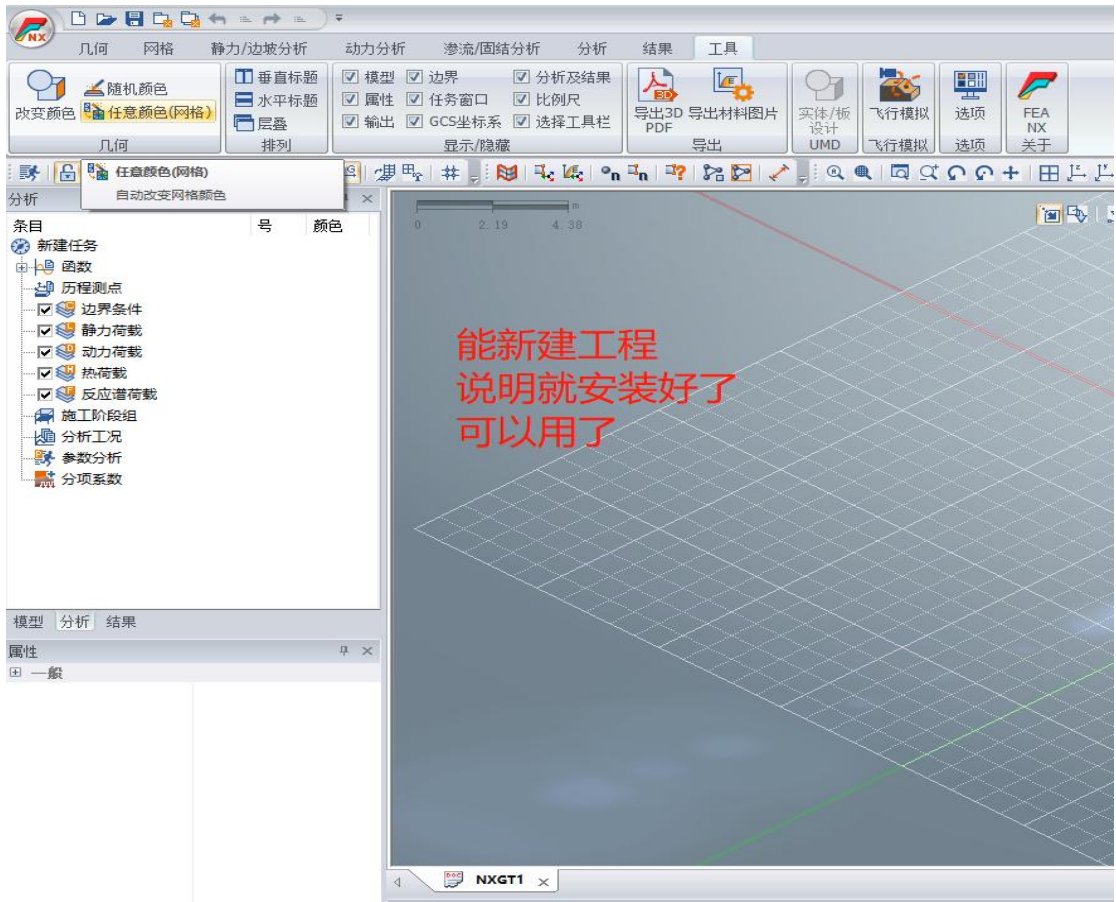 NX
几何 网格 静力/边坡分析 动力分析 渗流/固结分析 分析 结果 工具
改变颜色
随机颜色
任意颜色(网格)
几何
垂直标题
水平标题
层叠
排列
模型 边界 分析及结果
属性 任务窗口 比例尺
输出 GCS坐标系 选择工具栏
显示/隐藏
3D
导出3D PDF
导出材料图片
导出
实体/板设计
UMD
飞行模拟
飞行模拟
选项
选项
FEA NX
关于
任意颜色(网格)
自动改变网格颜色
分析
条目 号 颜色
新建任务
函数
历程测点
边界条件
静力荷载
动力荷载
热荷载
反应谱荷载
施工阶段组
分析工况
参数分析
分项系数
模型 分析 结果
属性
一般
m
0 2.19 4.38
能新建工程
说明就安装好了
可以用了
NXGT1